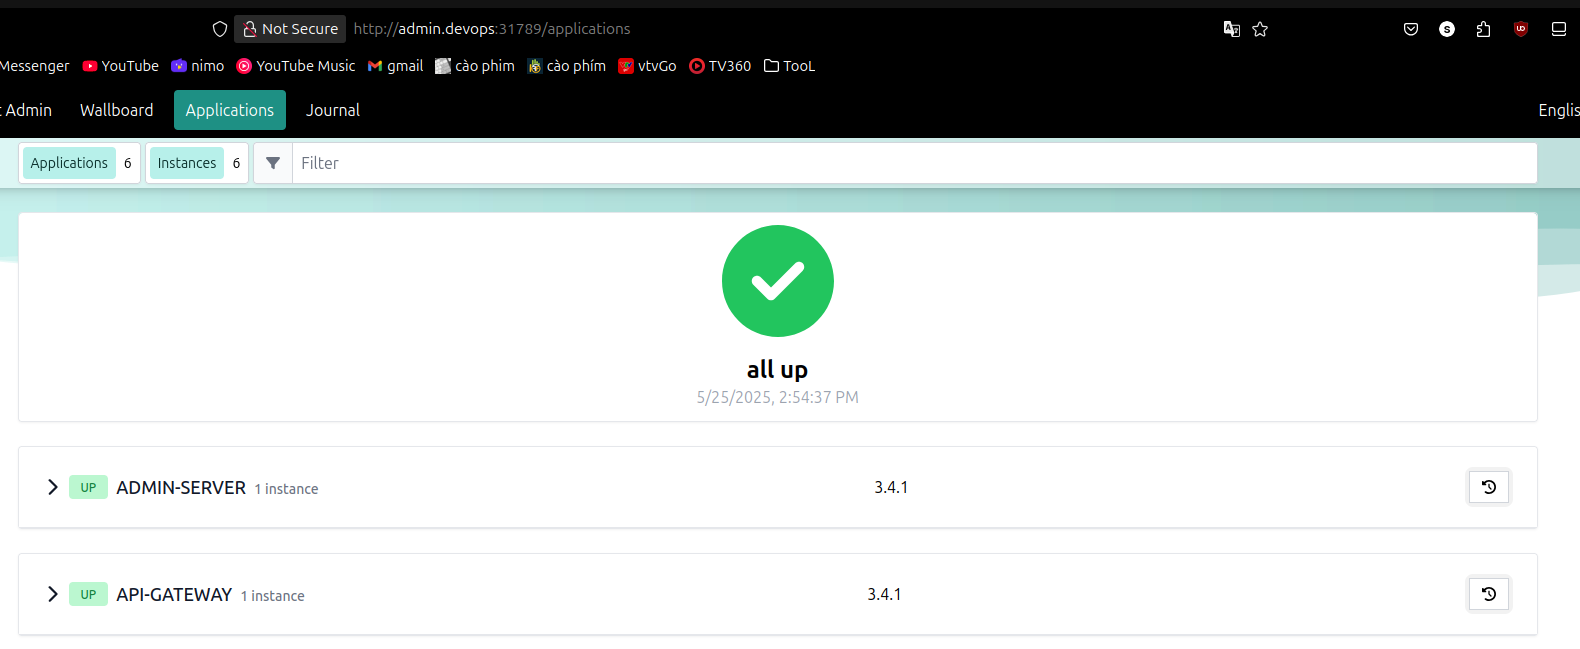 Not Secure http://admin.devops:31789/applications
Messenger YouTube nimo YouTube Music gmail cào phim cào phím vtvGo TV360 TooL
Admin Wallboard Applications Journal Englis
Applications 6 Instances 6 Filter
all up
5/25/2025, 2:54:37 PM
UP ADMIN-SERVER 1 instance 3.4.1
UP API-GATEWAY 1 instance 3.4.1